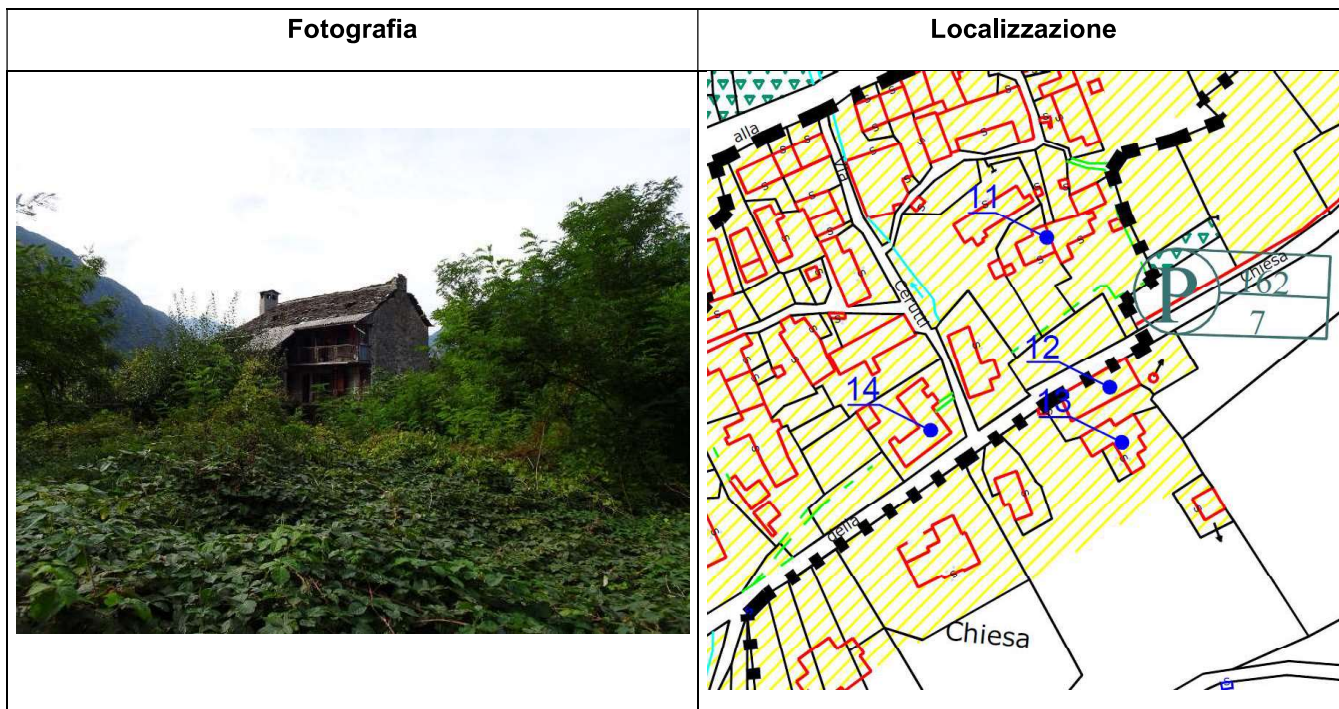 Fotografia
Localizzazione
alla
Via
11
Chiesa
P
162
7
Cerutti
12
14
13
della
Chiesa